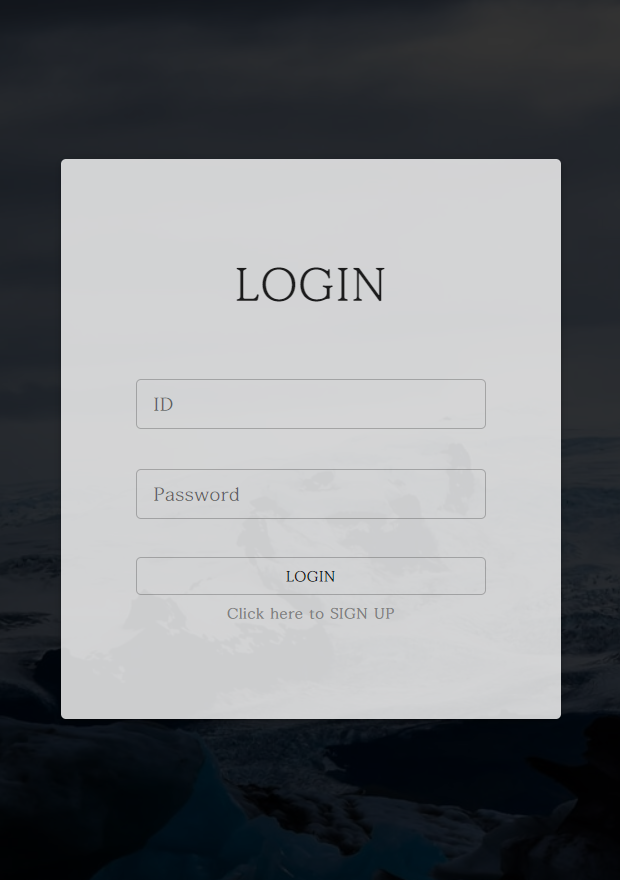 LOGIN
ID
Password
LOGIN
Click here to SIGN UP